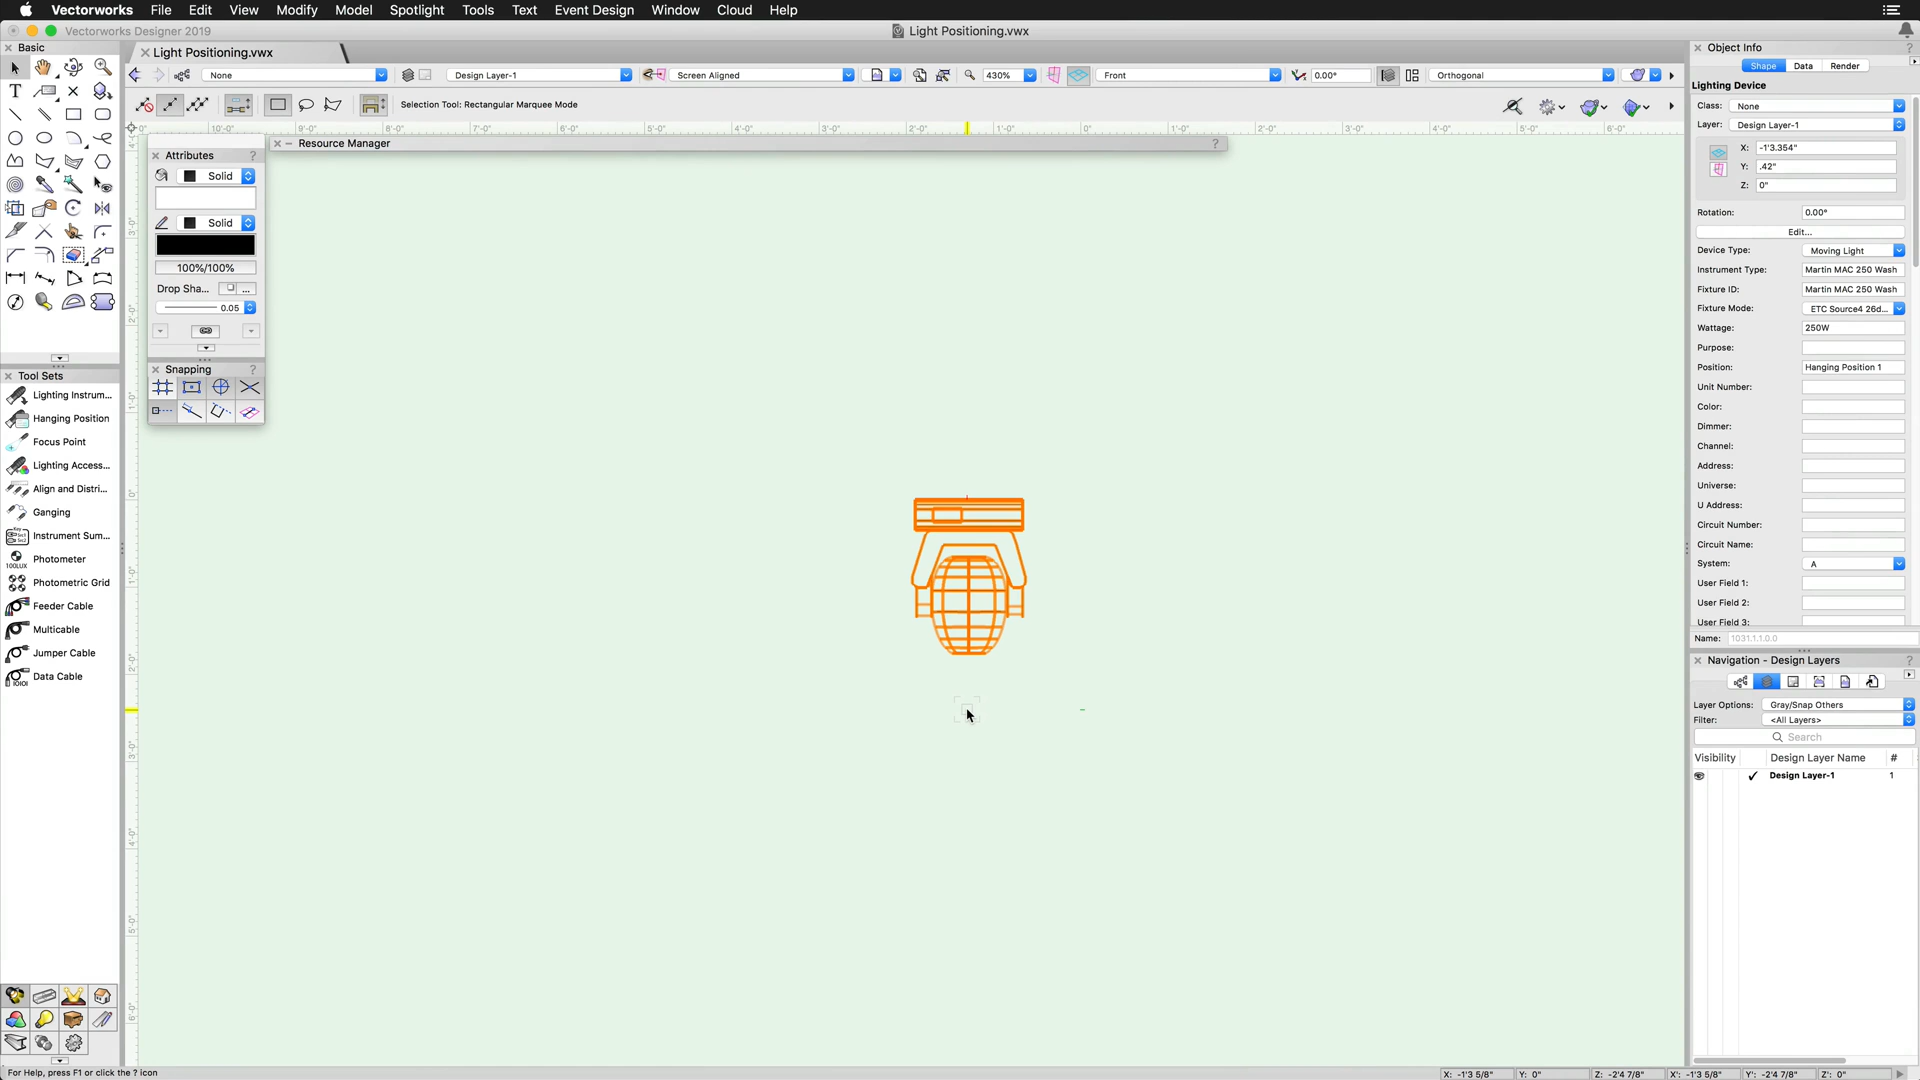 Vectorworks File Edit View Modify Model Spotlight Tools Text Event Design Window Cloud Help
Vectorworks Designer 2019
Light Positioning.vwx
Basic
Light Positioning.vwx
None
Design Layer-1
Screen Aligned
430%
Front
0.00°
Orthogonal
Selection Tool: Rectangular Marquee Mode
Resource Manager ?
Attributes ?
Solid
Solid
100%/100%
Drop Sha... ...
0.05
Snapping ?
Tool Sets
Lighting Instrum...
Hanging Position
Focus Point
Lighting Access...
Align and Distri...
Ganging
Instrument Sum...
Photometer
100LUX
Photometric Grid
Feeder Cable
Multicable
Jumper Cable
Data Cable
Object Info ?
Shape Data Render
Lighting Device
Class: None
Layer: Design Layer-1
X: -1'3.354"
Y: .42"
Z: 0"
Rotation: 0.00°
Edit...
Device Type: Moving Light
Instrument Type: Martin MAC 250 Wash
Fixture ID: Martin MAC 250 Wash
Fixture Mode: ETC Source4 26d...
Wattage: 250W
Purpose:
Position: Hanging Position 1
Unit Number:
Color:
Dimmer:
Channel:
Address:
Universe:
U Address:
Circuit Number:
Circuit Name:
System: A
User Field 1:
User Field 2:
User Field 3:
Name: 1031.1.1.0.0
Navigation - Design Layers ?
Layer Options: Gray/Snap Others
Filter: <All Layers>
Search
Visibility Design Layer Name #
Design Layer-1 1
For Help, press F1 or click the ? icon
X: -1'3 5/8" Y: 0" Z: -2'4 7/8" X': -1'3 5/8" Y': -2'4 7/8" Z': 0"